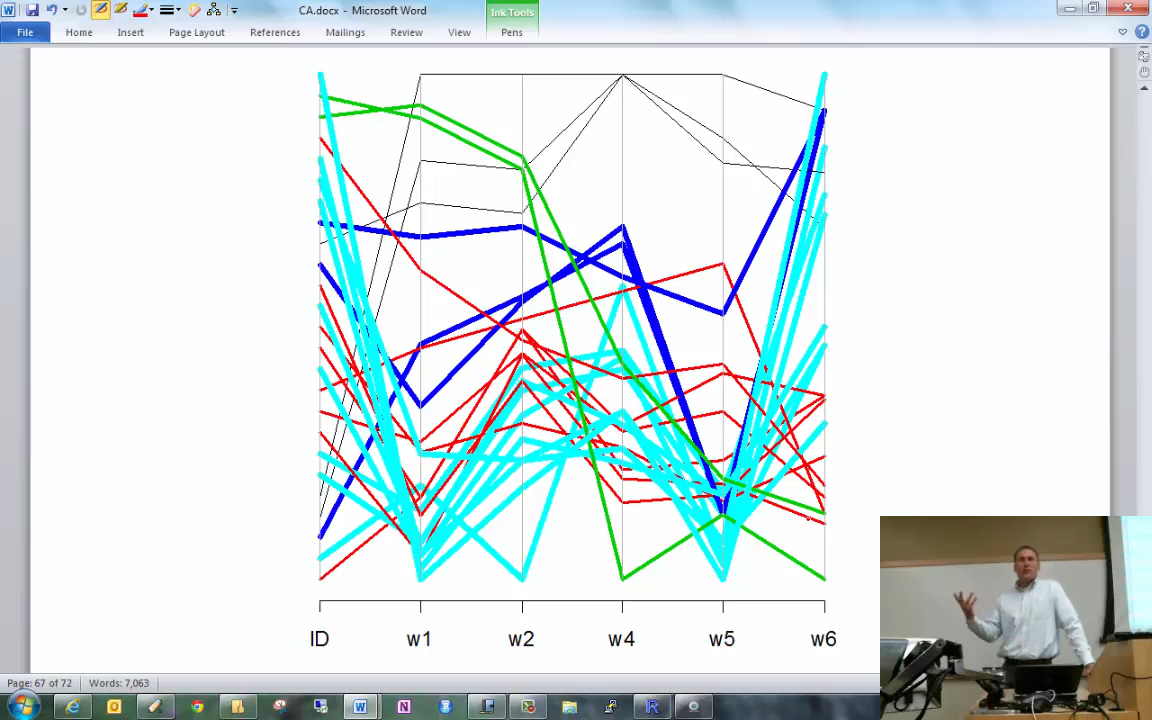 CA.docx - Microsoft Word
Ink Tools
File
Home
Insert
Page Layout
References
Mailings
Review
View
Pens
ID
w1
w2
w4
w5
w6
Page: 67 of 72
Words: 7,063